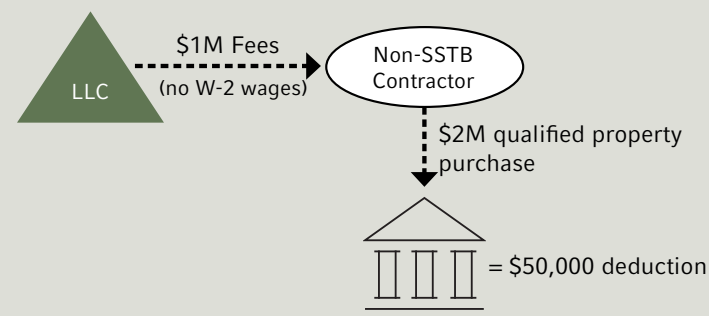 LLC
$1M Fees
(no W-2 wages)
Non-SSTB
Contractor
$2M qualified property
purchase
= $50,000 deduction